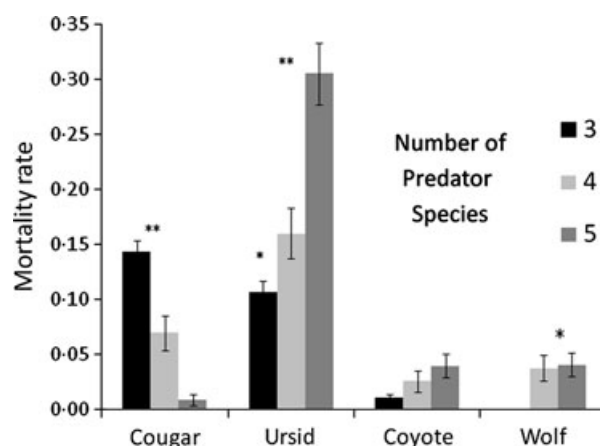 0·35
0·30
0·25
0·20
0·15
0·10
0·05
0·00
Mortality rate
**
*
**
*
Number of
Predator
Species
3
4
5
Cougar
Ursid
Coyote
Wolf